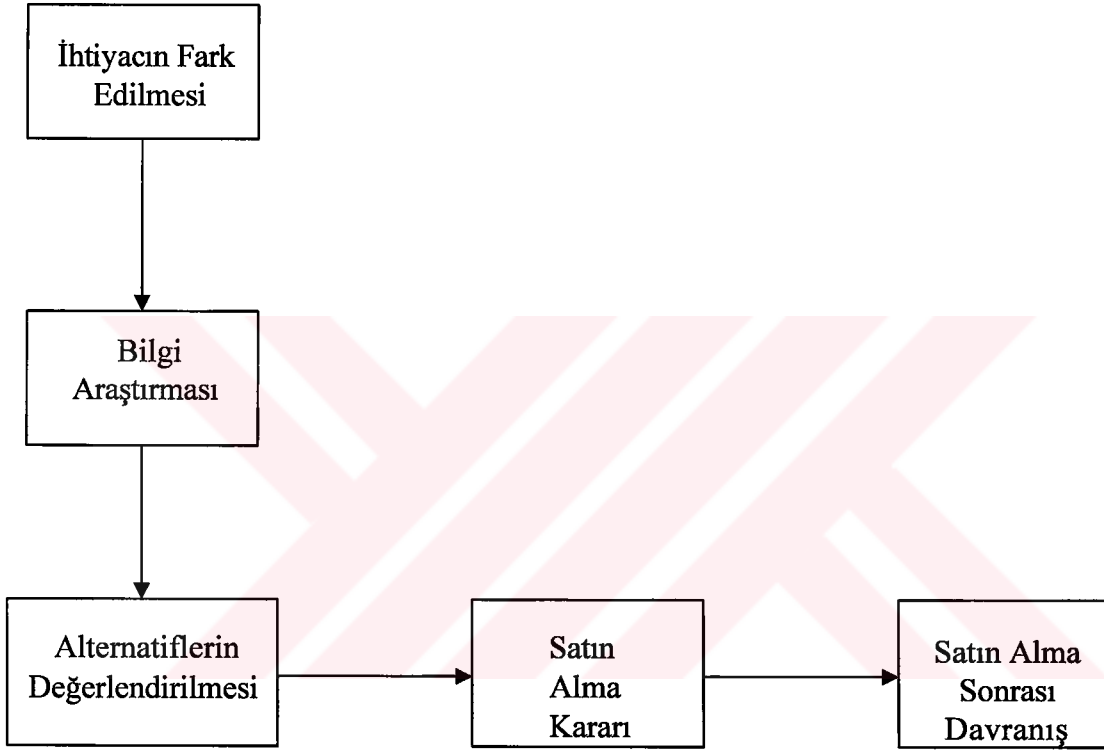 İhtiyacın Fark
Edilmesi
Bilgi
Araştırması
Alternatiflerin
Değerlendirilmesi
Satın
Alma
Kararı
Satın Alma
Sonrası
Davranış